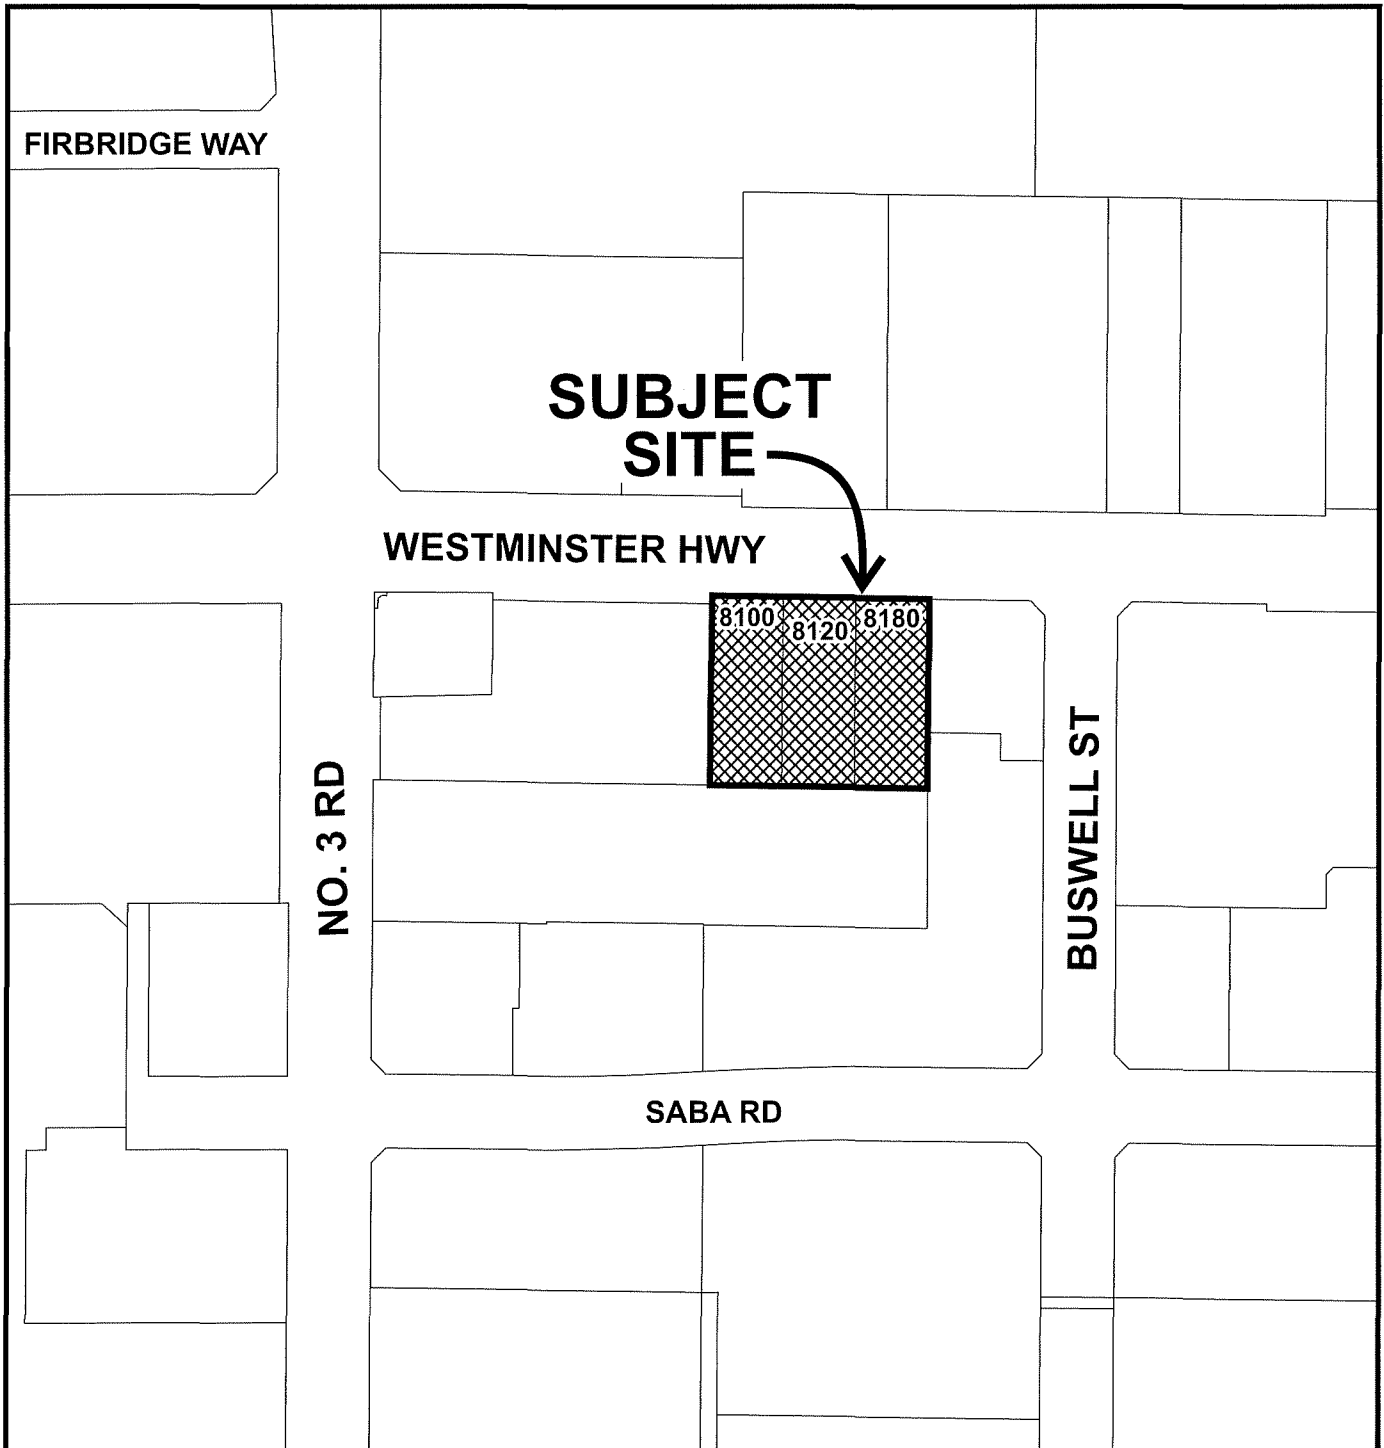 FIRBRIDGE WAY
SUBJECT
SITE
WESTMINSTER HWY
8100
8120
8180
NO. 3 RD
BUSWELL ST
SABA RD